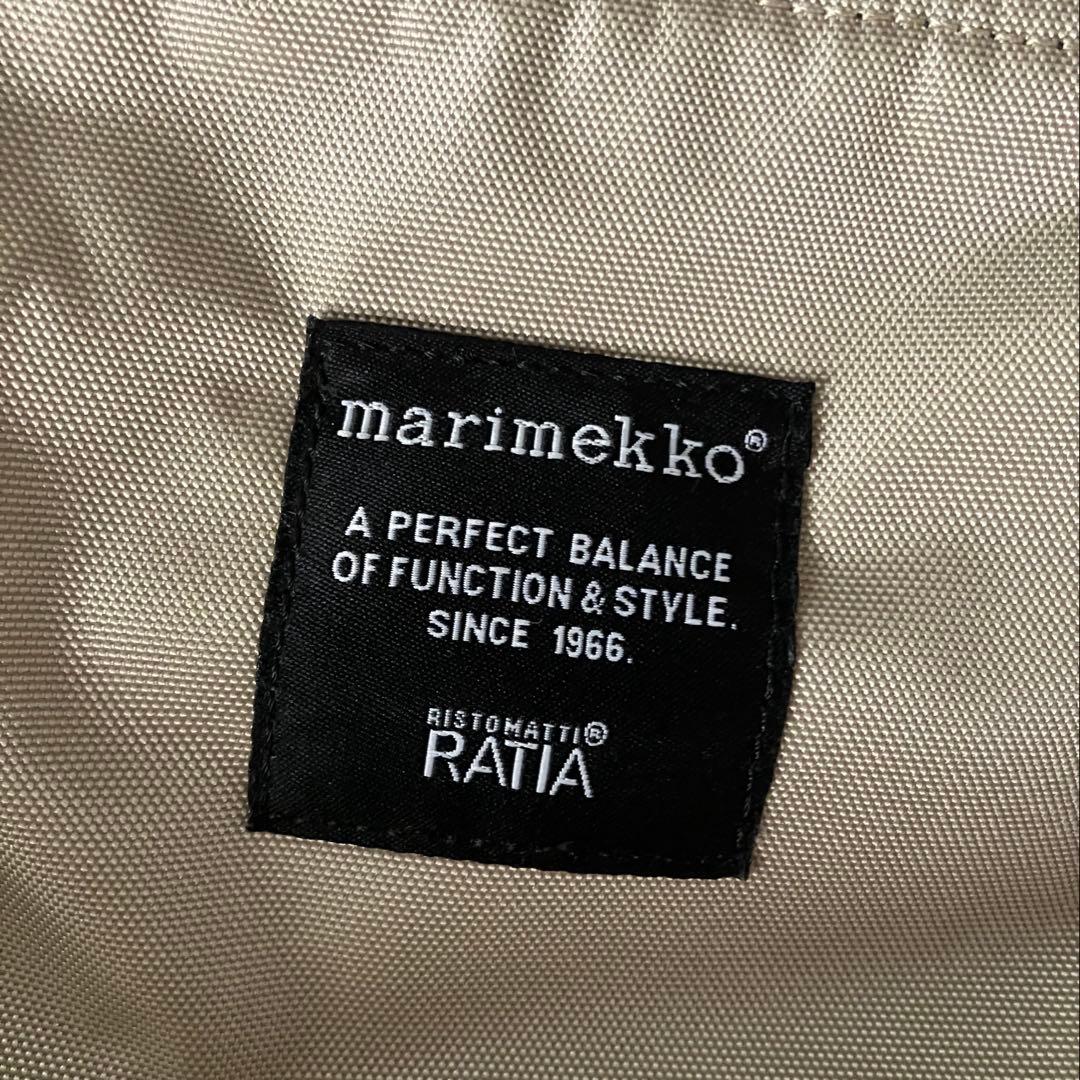 marimekko®
A PERFECT BALANCE
OF FUNCTION & STYLE.
SINCE 1966.
RISTOMATTI®
RATIA